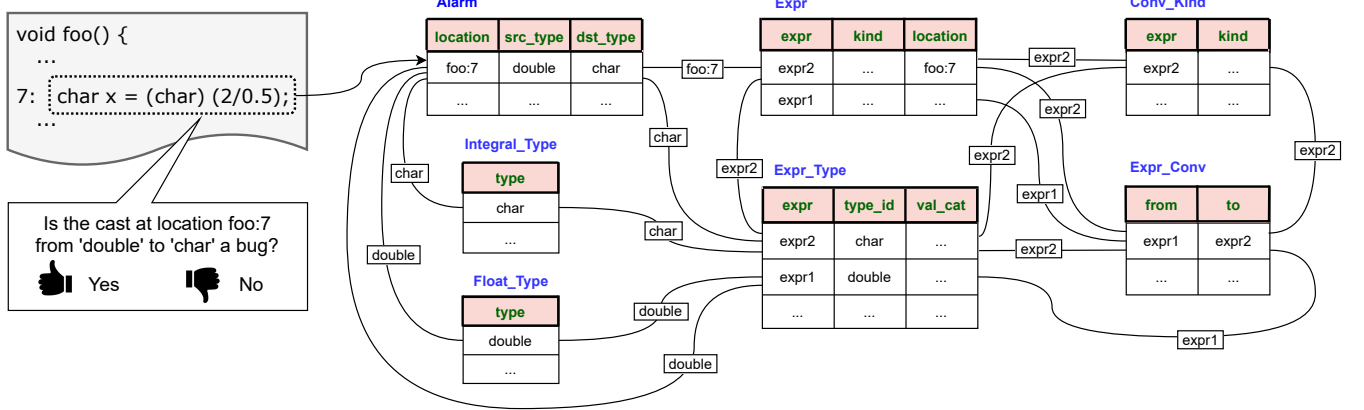 void foo() {
...
7: char x = (char) (2/0.5);
...
Is the cast at location foo:7
from 'double' to 'char' a bug?
Yes No
Alarm
location src_type dst_type
foo:7 double char
... ... ...
Integral_Type
type
char
...
Float_Type
type
double
...
Expr
expr kind location
expr2 ... foo:7
expr1 ... ...
Expr_Type
expr type_id val_cat
expr2 char ...
expr1 double ...
... ... ...
Conv_Kind
expr kind
expr2 ...
... ...
Expr_Conv
from to
expr1 expr2
... ...
foo:7
char
char
char
double
double
double
expr2
expr2
expr2
expr2
expr1
expr2
expr2
expr1